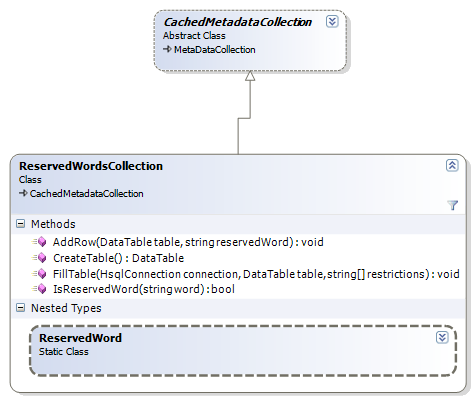 CachedMetadataCollection
Abstract Class
MetaDataCollection
ReservedWordsCollection
Class
CachedMetadataCollection
Methods
AddRow(DataTable table, string reservedWord) : void
CreateTable() : DataTable
FillTable(HsqlConnection connection, DataTable table, string[] restrictions) : void
IsReservedWord(string word) : bool
Nested Types
ReservedWord
Static Class